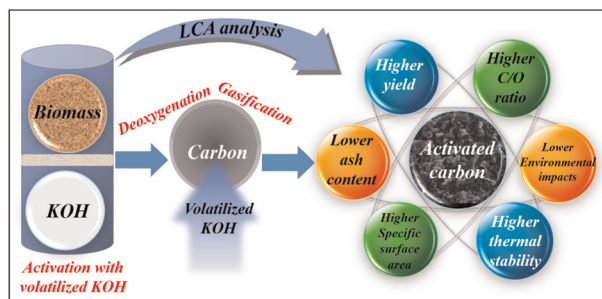 LCA analysis
Biomass
KOH
Activation with
volatilized KOH
Deoxygenation
Gasification
Carbon
Volatilized
KOH
Higher
yield
Higher
C/O
ratio
Lower
ash
content
Activated
carbon
Lower
Environmental
impacts
Higher
Specific
surface
area
Higher
thermal
stability